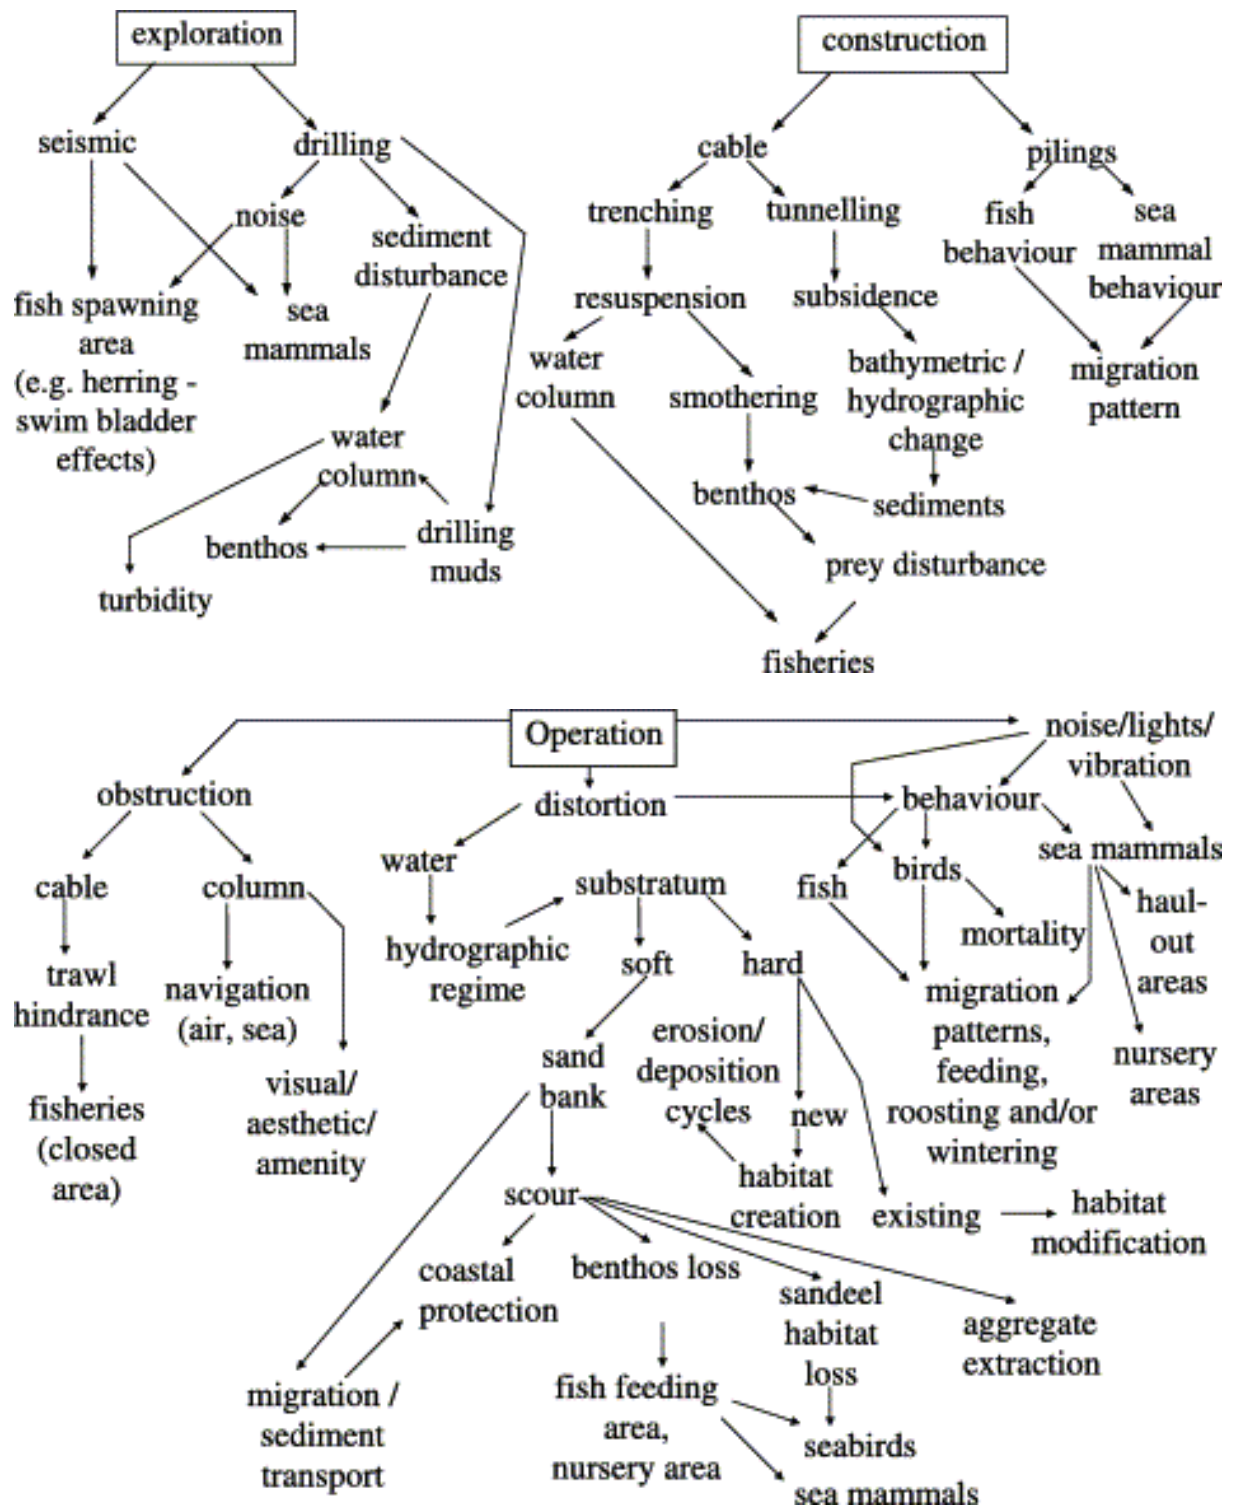 exploration
seismic
drilling
noise
sediment
disturbance
fish spawning
area
(e.g. herring -
swim bladder
effects)
sea
mammals
water
column
drilling
muds
benthos
turbidity
construction
cable
pilings
trenching
tunnelling
fish
behaviour
sea
mammal
behaviour
resuspension
subsidence
water
column
smothering
bathymetric /
hydrographic
change
migration
pattern
benthos
sediments
prey disturbance
fisheries
Operation
obstruction
distortion
noise/lights/
vibration
behaviour
cable
column
water
substratum
fish
birds
sea mammals
haul-
out
areas
mortality
trawl
hindrance
navigation
(air, sea)
hydrographic
regime
soft
hard
migration
patterns,
feeding,
roosting and/or
wintering
nursery
areas
fisheries
(closed
area)
visual/
aesthetic/
amenity
sand
bank
erosion/
deposition
cycles
new
habitat
creation
existing
habitat
modification
scour
coastal
protection
benthos loss
sandeel
habitat
loss
aggregate
extraction
migration /
sediment
transport
fish feeding
area,
nursery area
seabirds
sea mammals